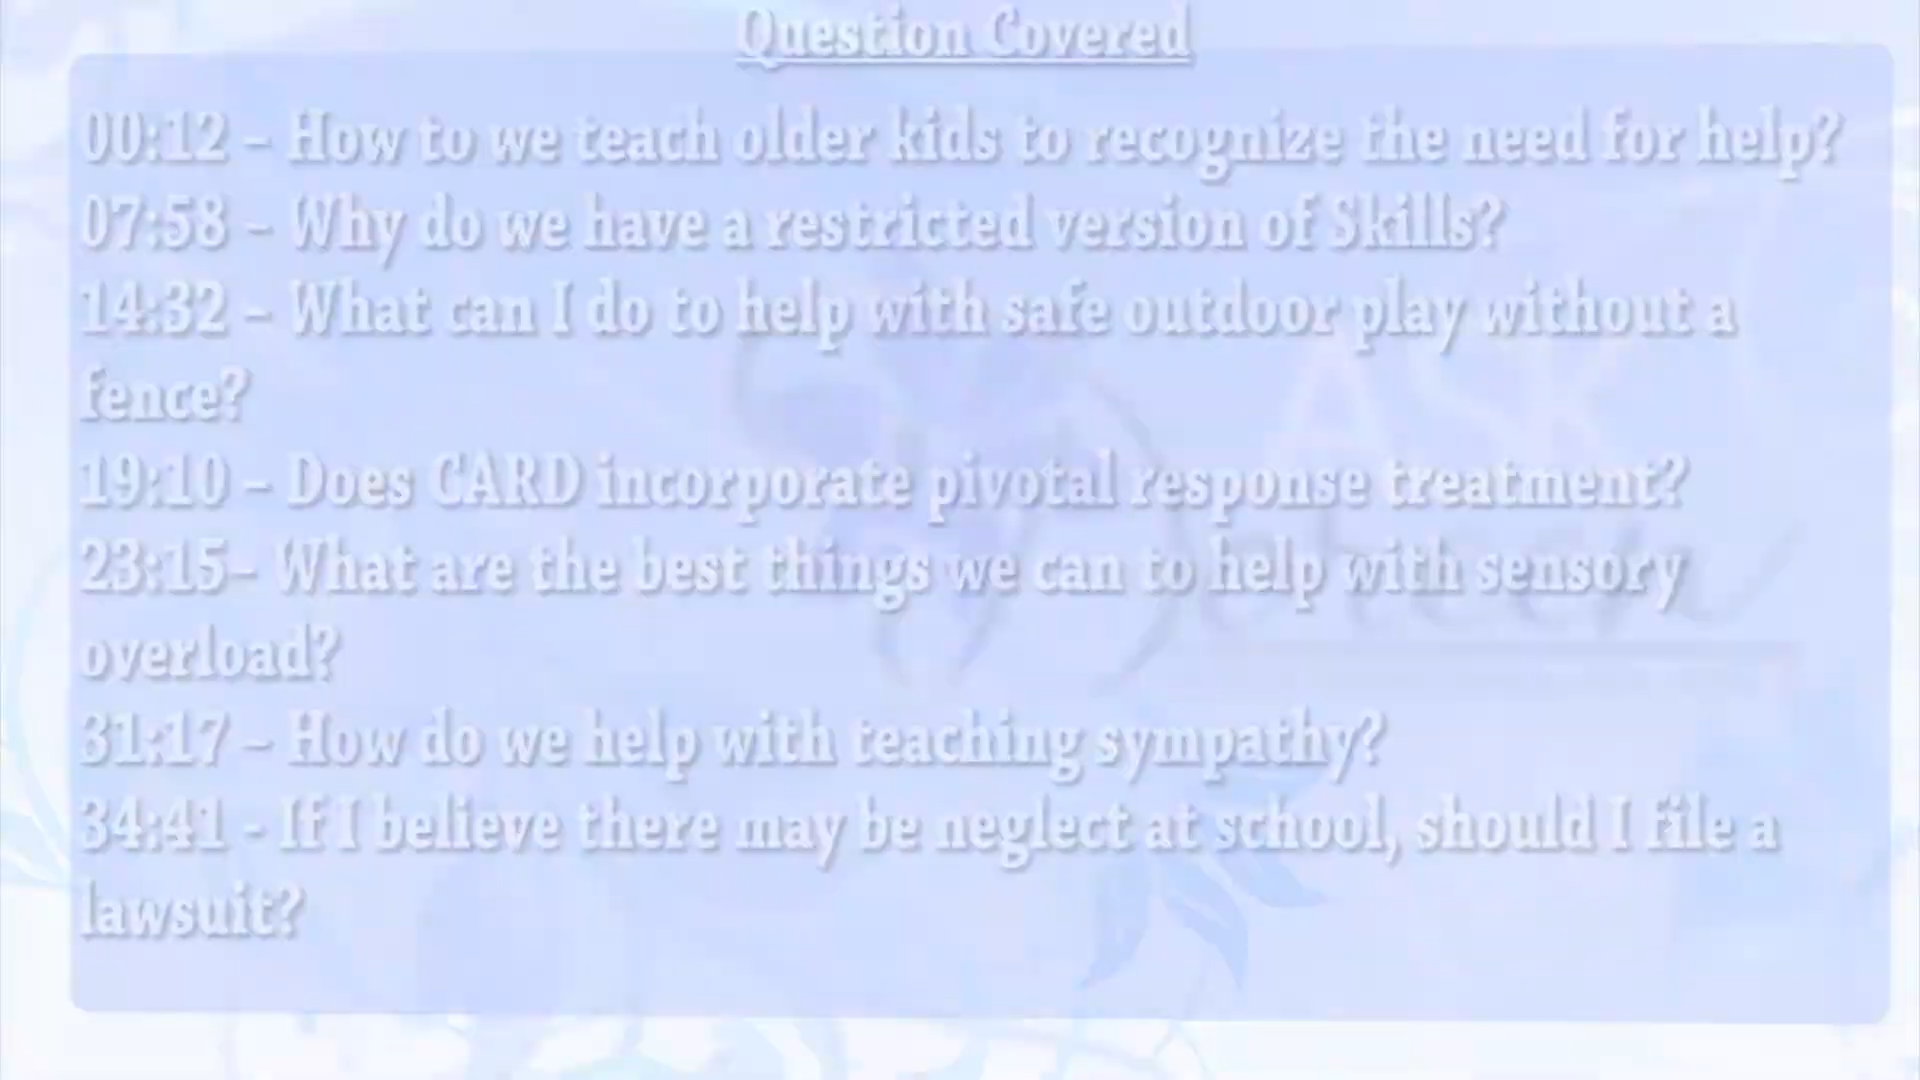 Question Covered
00:12 – How to we teach older kids to recognize the need for help?
07:58 – Why do we have a restricted version of Skills?
14:32 – What can I do to help with safe outdoor play without a
fence?
19:10 – Does CARD incorporate pivotal response treatment?
23:15– What are the best things we can to help with sensory
overload?
31:17 – How do we help with teaching sympathy?
34:41 - If I believe there may be neglect at school, should I file a
lawsuit?
ASK
Doreen